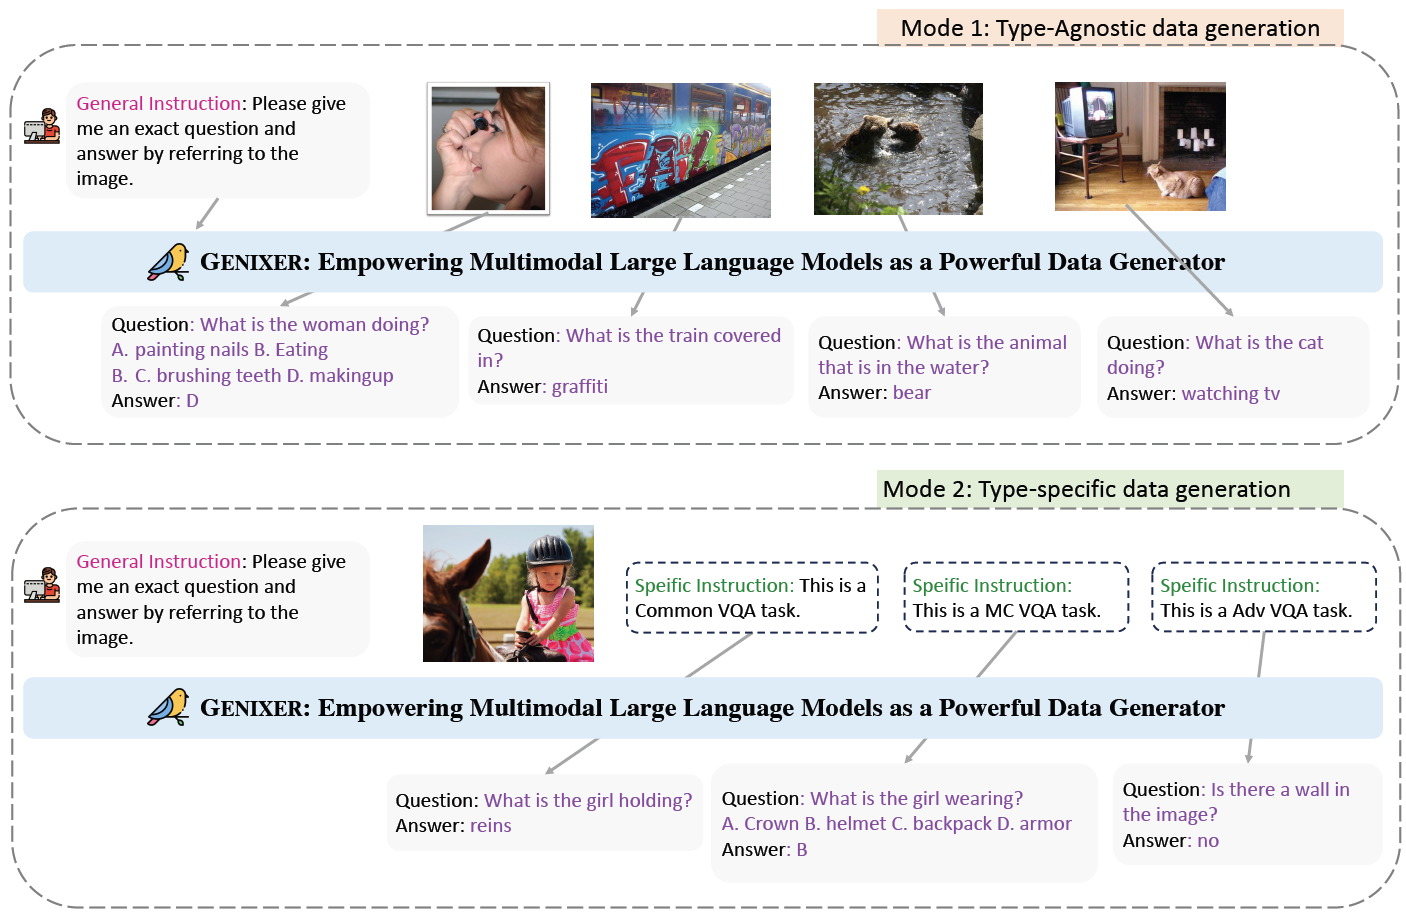 Mode 1: Type-Agnostic data generation
General Instruction: Please give
me an exact question and
answer by referring to the
image.
GENIXER: Empowering Multimodal Large Language Models as a Powerful Data Generator
Question: What is the woman doing?
A. painting nails B. Eating
B. C. brushing teeth D. makingup
Answer: D
Question: What is the train covered
in?
Answer: graffiti
Question: What is the animal
that is in the water?
Answer: bear
Question: What is the cat
doing?
Answer: watching tv
Mode 2: Type-specific data generation
General Instruction: Please give
me an exact question and
answer by referring to the
image.
Speific Instruction: This is a
Common VQA task.
Speific Instruction:
This is a MC VQA task.
Speific Instruction:
This is a Adv VQA task.
GENIXER: Empowering Multimodal Large Language Models as a Powerful Data Generator
Question: What is the girl holding?
Answer: reins
Question: What is the girl wearing?
A. Crown B. helmet C. backpack D. armor
Answer: B
Question: Is there a wall in
the image?
Answer: no